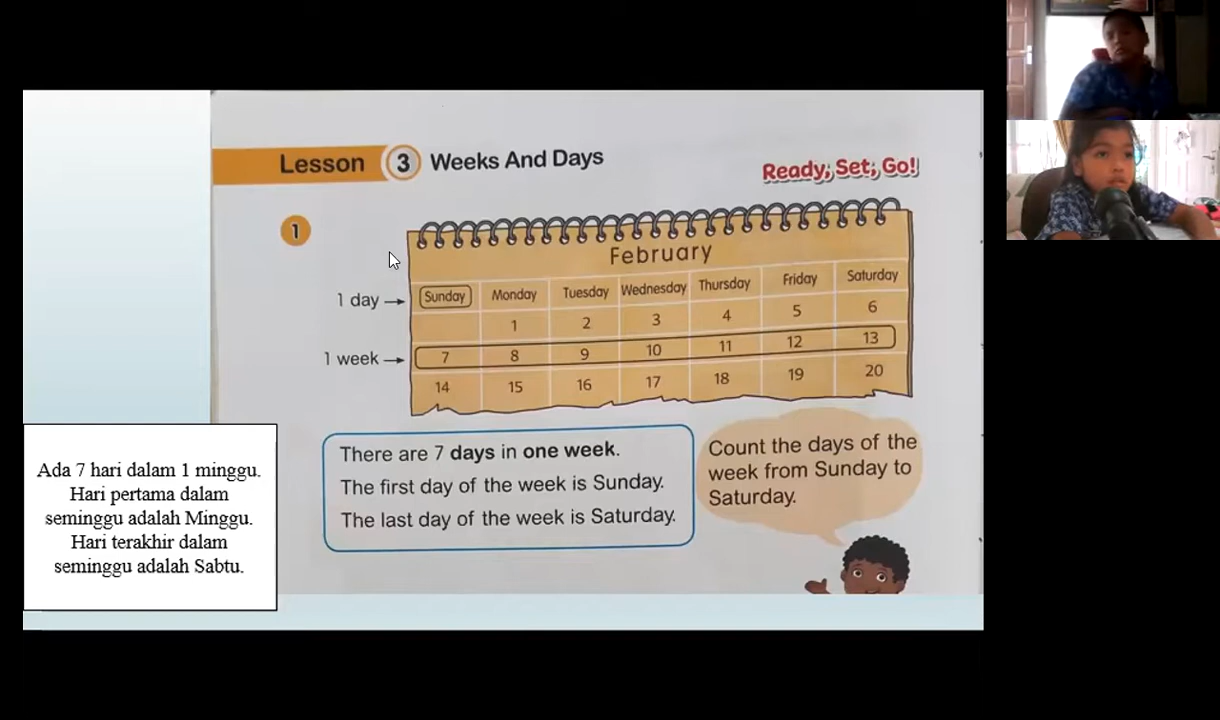 Lesson 3 Weeks And Days
Ready, Set, Go!
1
February
1 day → Sunday Monday Tuesday Wednesday Thursday Friday Saturday
1 2 3 4 5 6
1 week → 7 8 9 10 11 12 13
14 15 16 17 18 19 20
There are 7 days in one week.
The first day of the week is Sunday.
The last day of the week is Saturday.
Count the days of the
week from Sunday to
Saturday.
Ada 7 hari dalam 1 minggu.
Hari pertama dalam
seminggu adalah Minggu.
Hari terakhir dalam
seminggu adalah Sabtu.